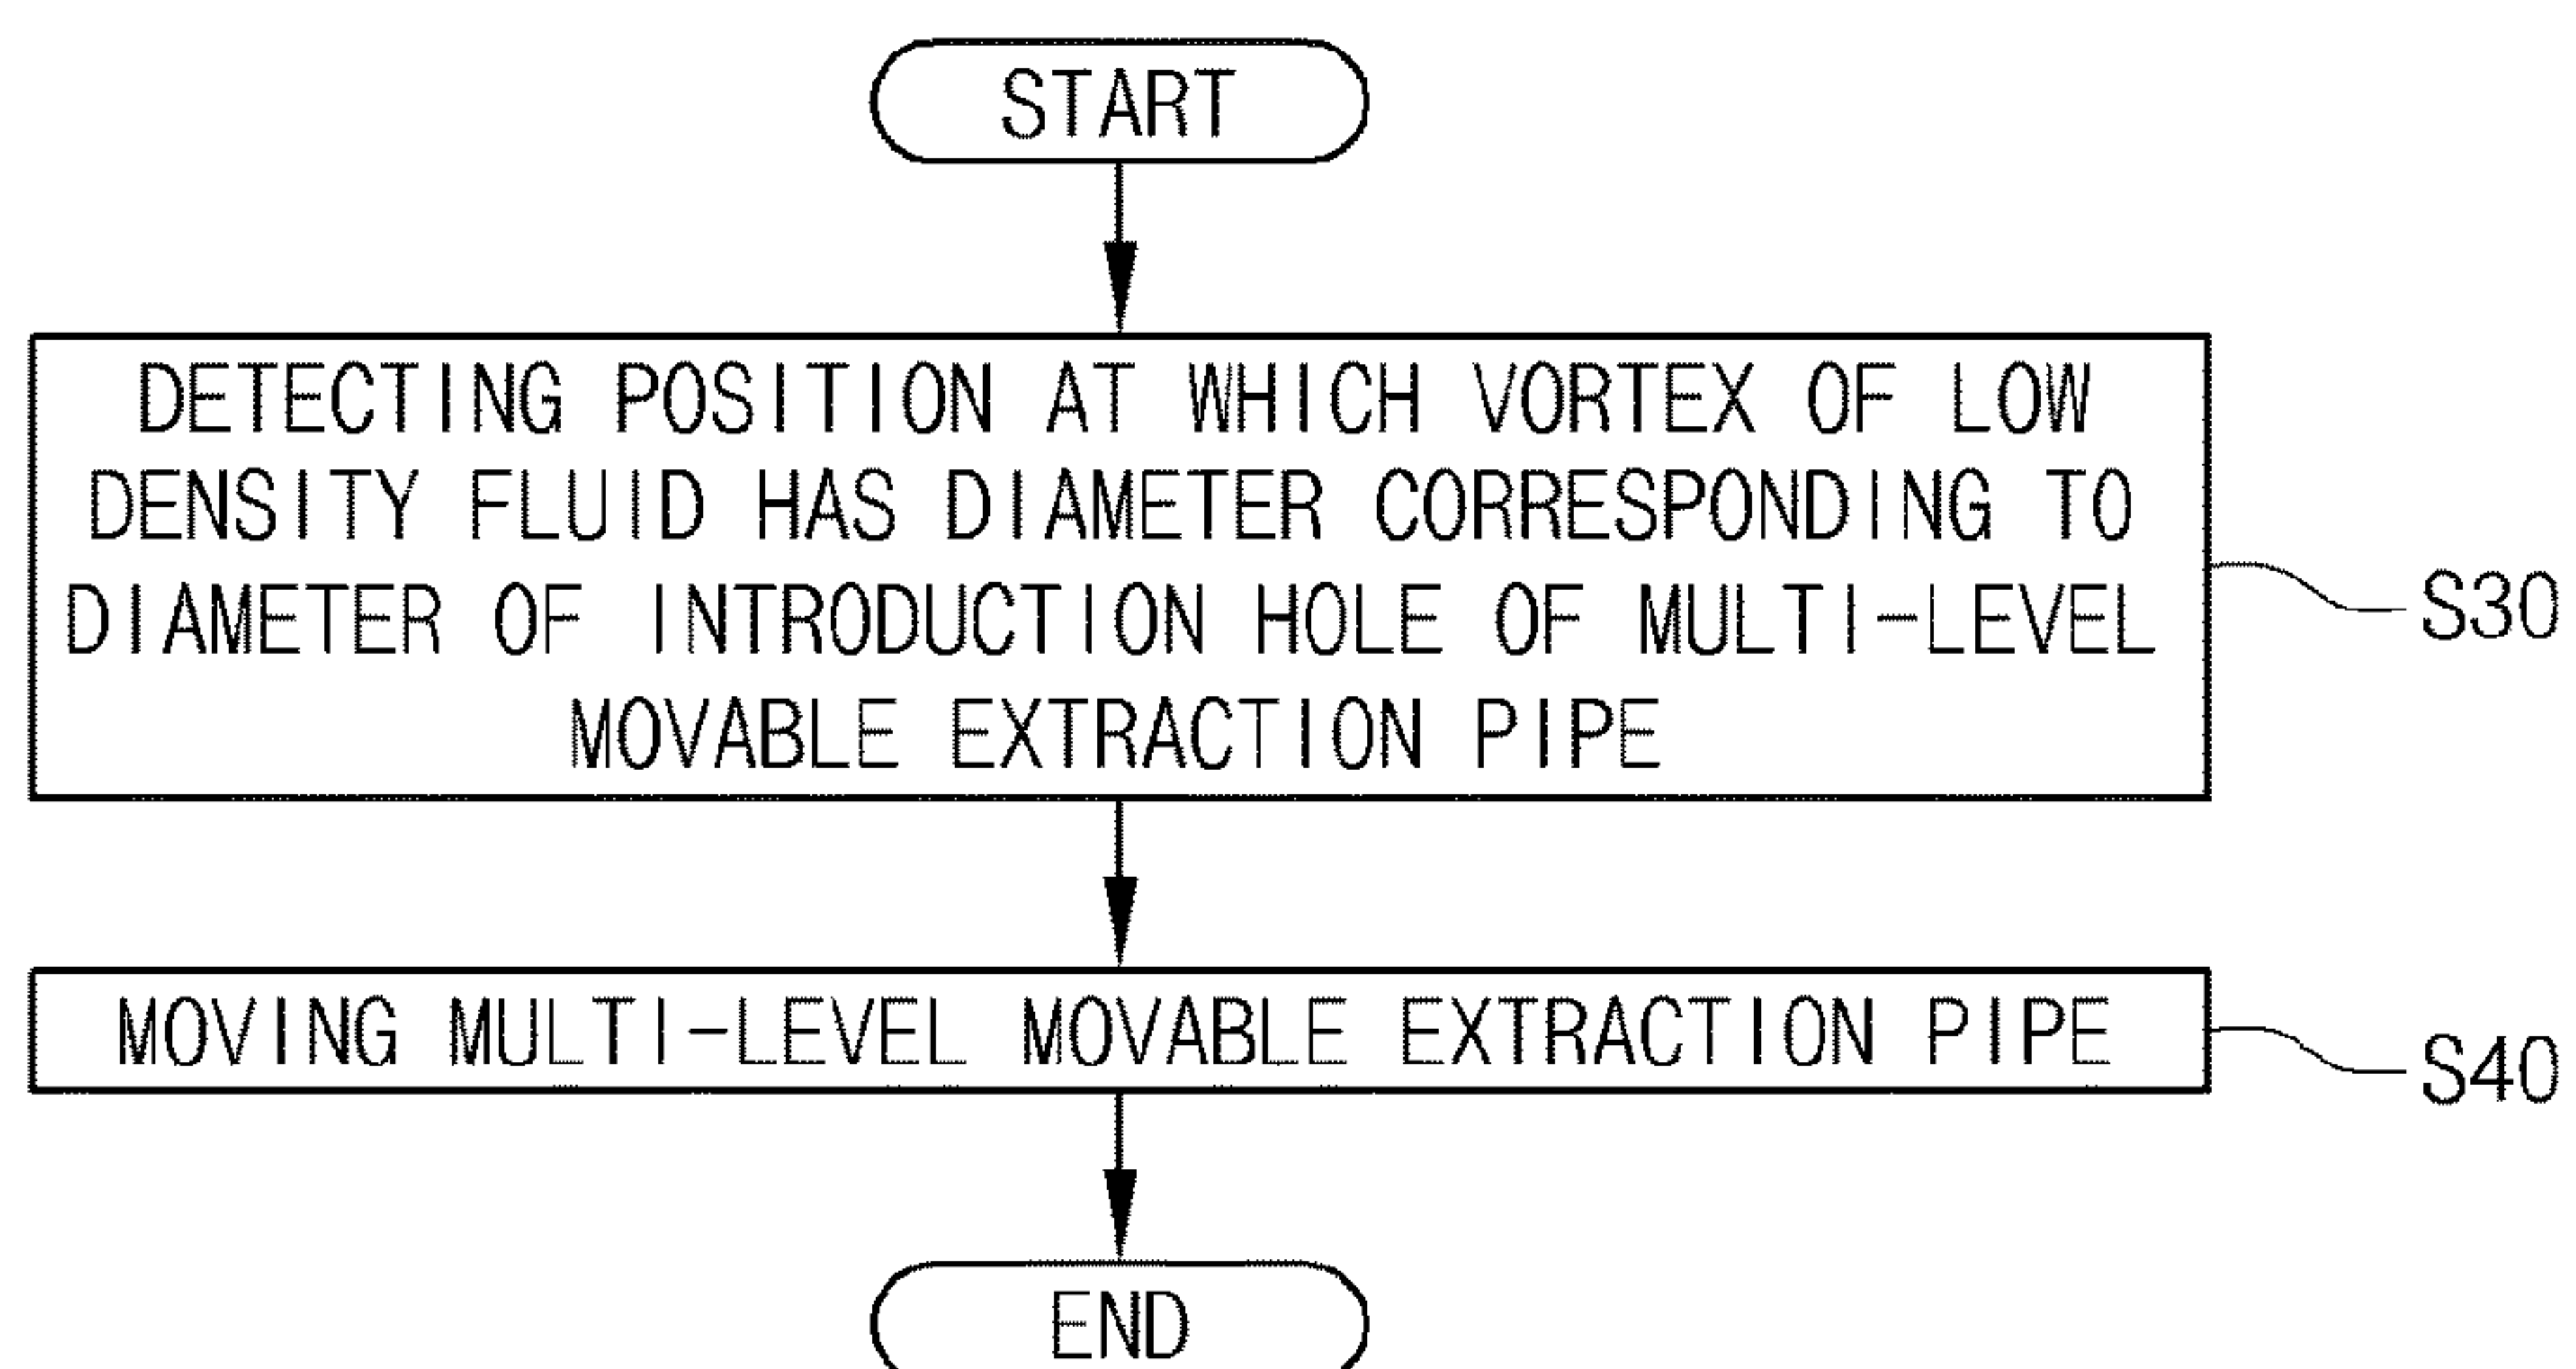 START
DETECTING POSITION AT WHICH VORTEX OF LOW
DENSITY FLUID HAS DIAMETER CORRESPONDING TO
DIAMETER OF INTRODUCTION HOLE OF MULTI-LEVEL
MOVABLE EXTRACTION PIPE
S30
MOVING MULTI-LEVEL MOVABLE EXTRACTION PIPE
S40
END